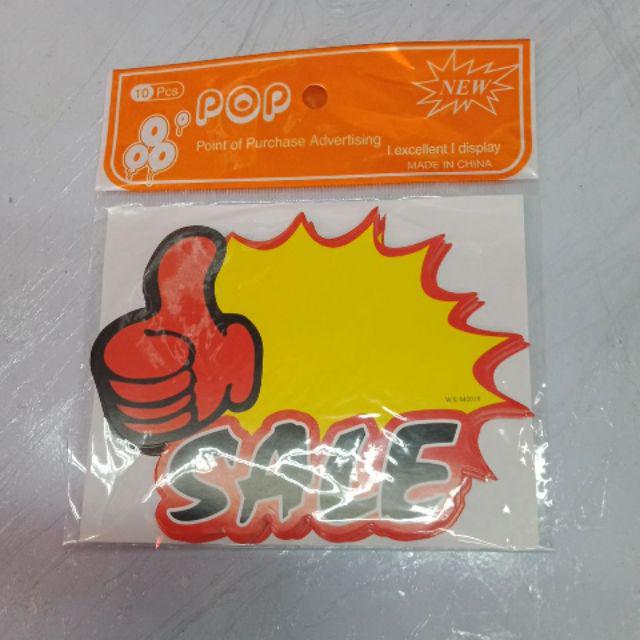 10 Pcs
POP
NEW
Point of Purchase Advertising
I excellent I display
MADE IN CHINA
SALE